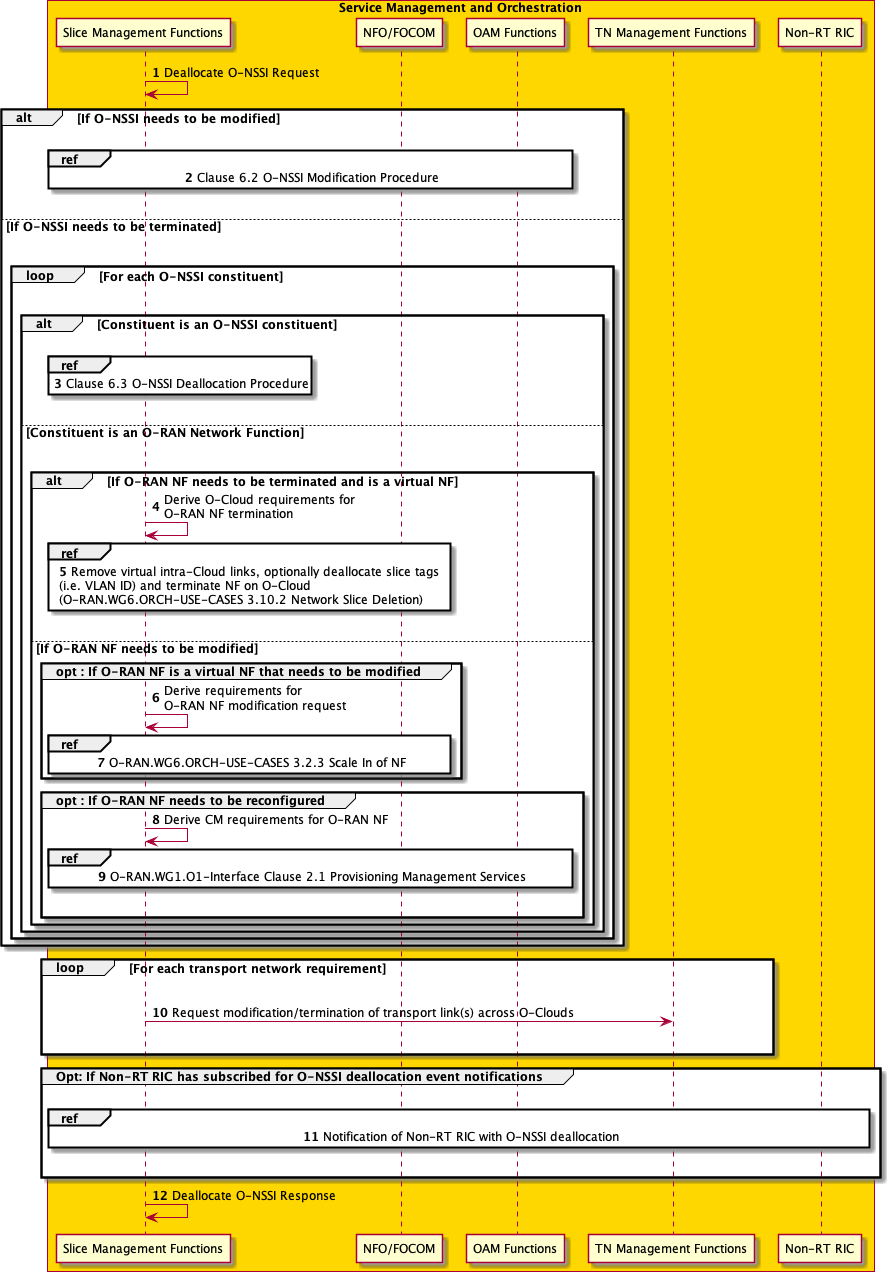 Service Management and Orchestration
Slice Management Functions
NFO/FOCOM
OAM Functions
TN Management Functions
Non-RT RIC
1 Deallocate O-NSSI Request
alt [If O-NSSI needs to be modified]
ref
2 Clause 6.2 O-NSSI Modification Procedure
[If O-NSSI needs to be terminated]
loop [For each O-NSSI constituent]
alt [Constituent is an O-NSSI constituent]
ref
3 Clause 6.3 O-NSSI Deallocation Procedure
[Constituent is an O-RAN Network Function]
alt [If O-RAN NF needs to be terminated and is a virtual NF]
4 Derive O-Cloud requirements for
O-RAN NF termination
ref
5 Remove virtual intra-Cloud links, optionally deallocate slice tags
(i.e. VLAN ID) and terminate NF on O-Cloud
(O-RAN.WG6.ORCH-USE-CASES 3.10.2 Network Slice Deletion)
[If O-RAN NF needs to be modified]
opt : If O-RAN NF is a virtual NF that needs to be modified
6 Derive requirements for
O-RAN NF modification request
ref
7 O-RAN.WG6.ORCH-USE-CASES 3.2.3 Scale In of NF
opt : If O-RAN NF needs to be reconfigured
8 Derive CM requirements for O-RAN NF
ref
9 O-RAN.WG1.O1-Interface Clause 2.1 Provisioning Management Services
loop [For each transport network requirement]
10 Request modification/termination of transport link(s) across O-Clouds
Opt: If Non-RT RIC has subscribed for O-NSSI deallocation event notifications
ref
11 Notification of Non-RT RIC with O-NSSI deallocation
12 Deallocate O-NSSI Response
Slice Management Functions
NFO/FOCOM
OAM Functions
TN Management Functions
Non-RT RIC